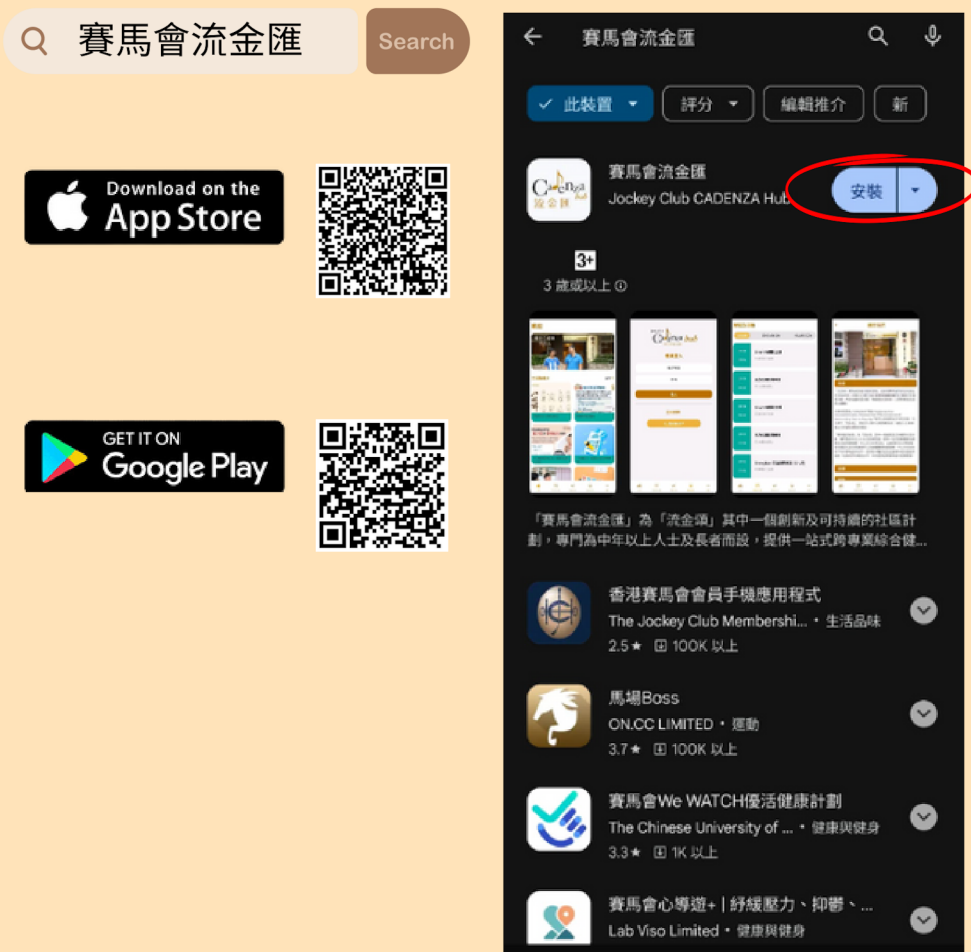 賽馬會流金匯
Search
Download on the
App Store
GET IT ON
Google Play
賽馬會流金匯
此裝置
評分
編輯推介
新
Cadenza
hub
流金匯
賽馬會流金匯
Jockey Club CADENZA Hub
安裝
3+
3 歲或以上
「賽馬會流金匯」為「流金頌」其中一個創新及可持續的社區計
劃，專門為中年以上人士及長者而設，提供一站式跨專業綜合健...
香港賽馬會會員手機應用程式
The Jockey Club Membershi... • 生活品味
2.5★ 100K 以上
馬場Boss
ON.CC LIMITED • 運動
3.7★ 100K 以上
賽馬會We WATCH優活健康計劃
The Chinese University of ... • 健康與健身
3.3★ 1K 以上
賽馬會心導遊+ | 紓緩壓力、抑鬱、...
Lab Viso Limited • 健康與健身